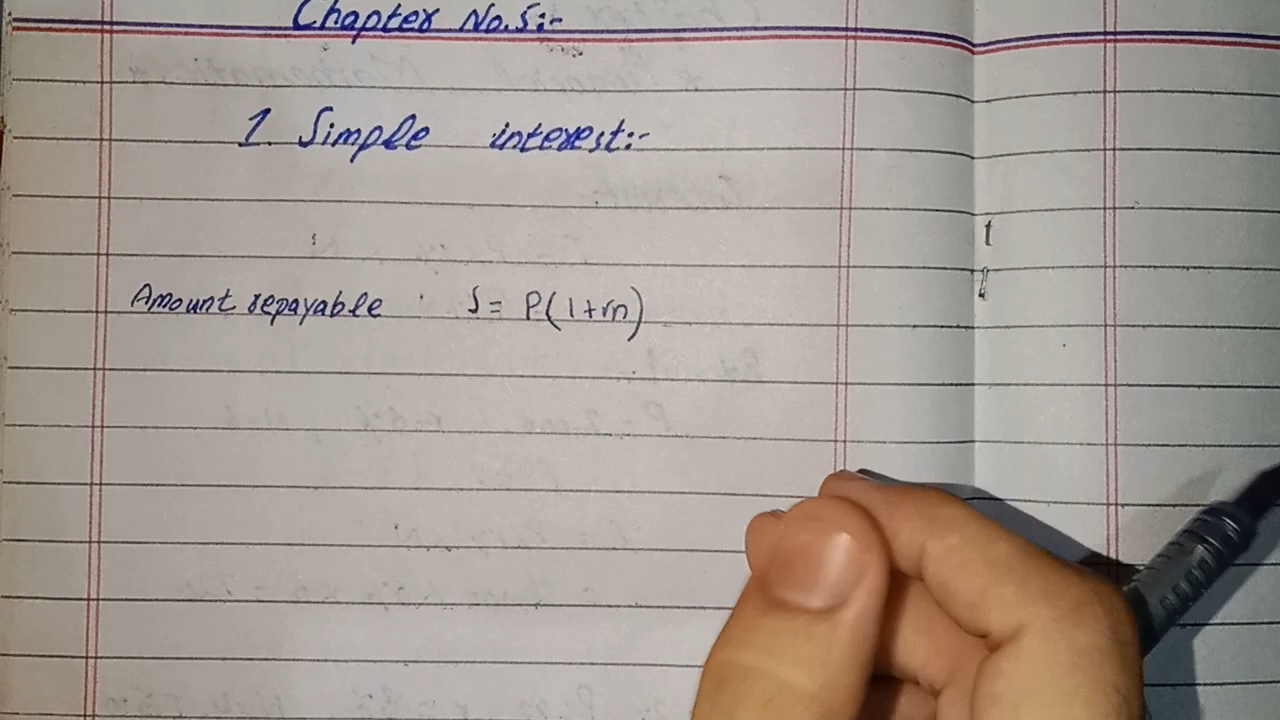 Chapter No.5:-
1. Simple interest:-
Amount repayable S = P(1+rn)